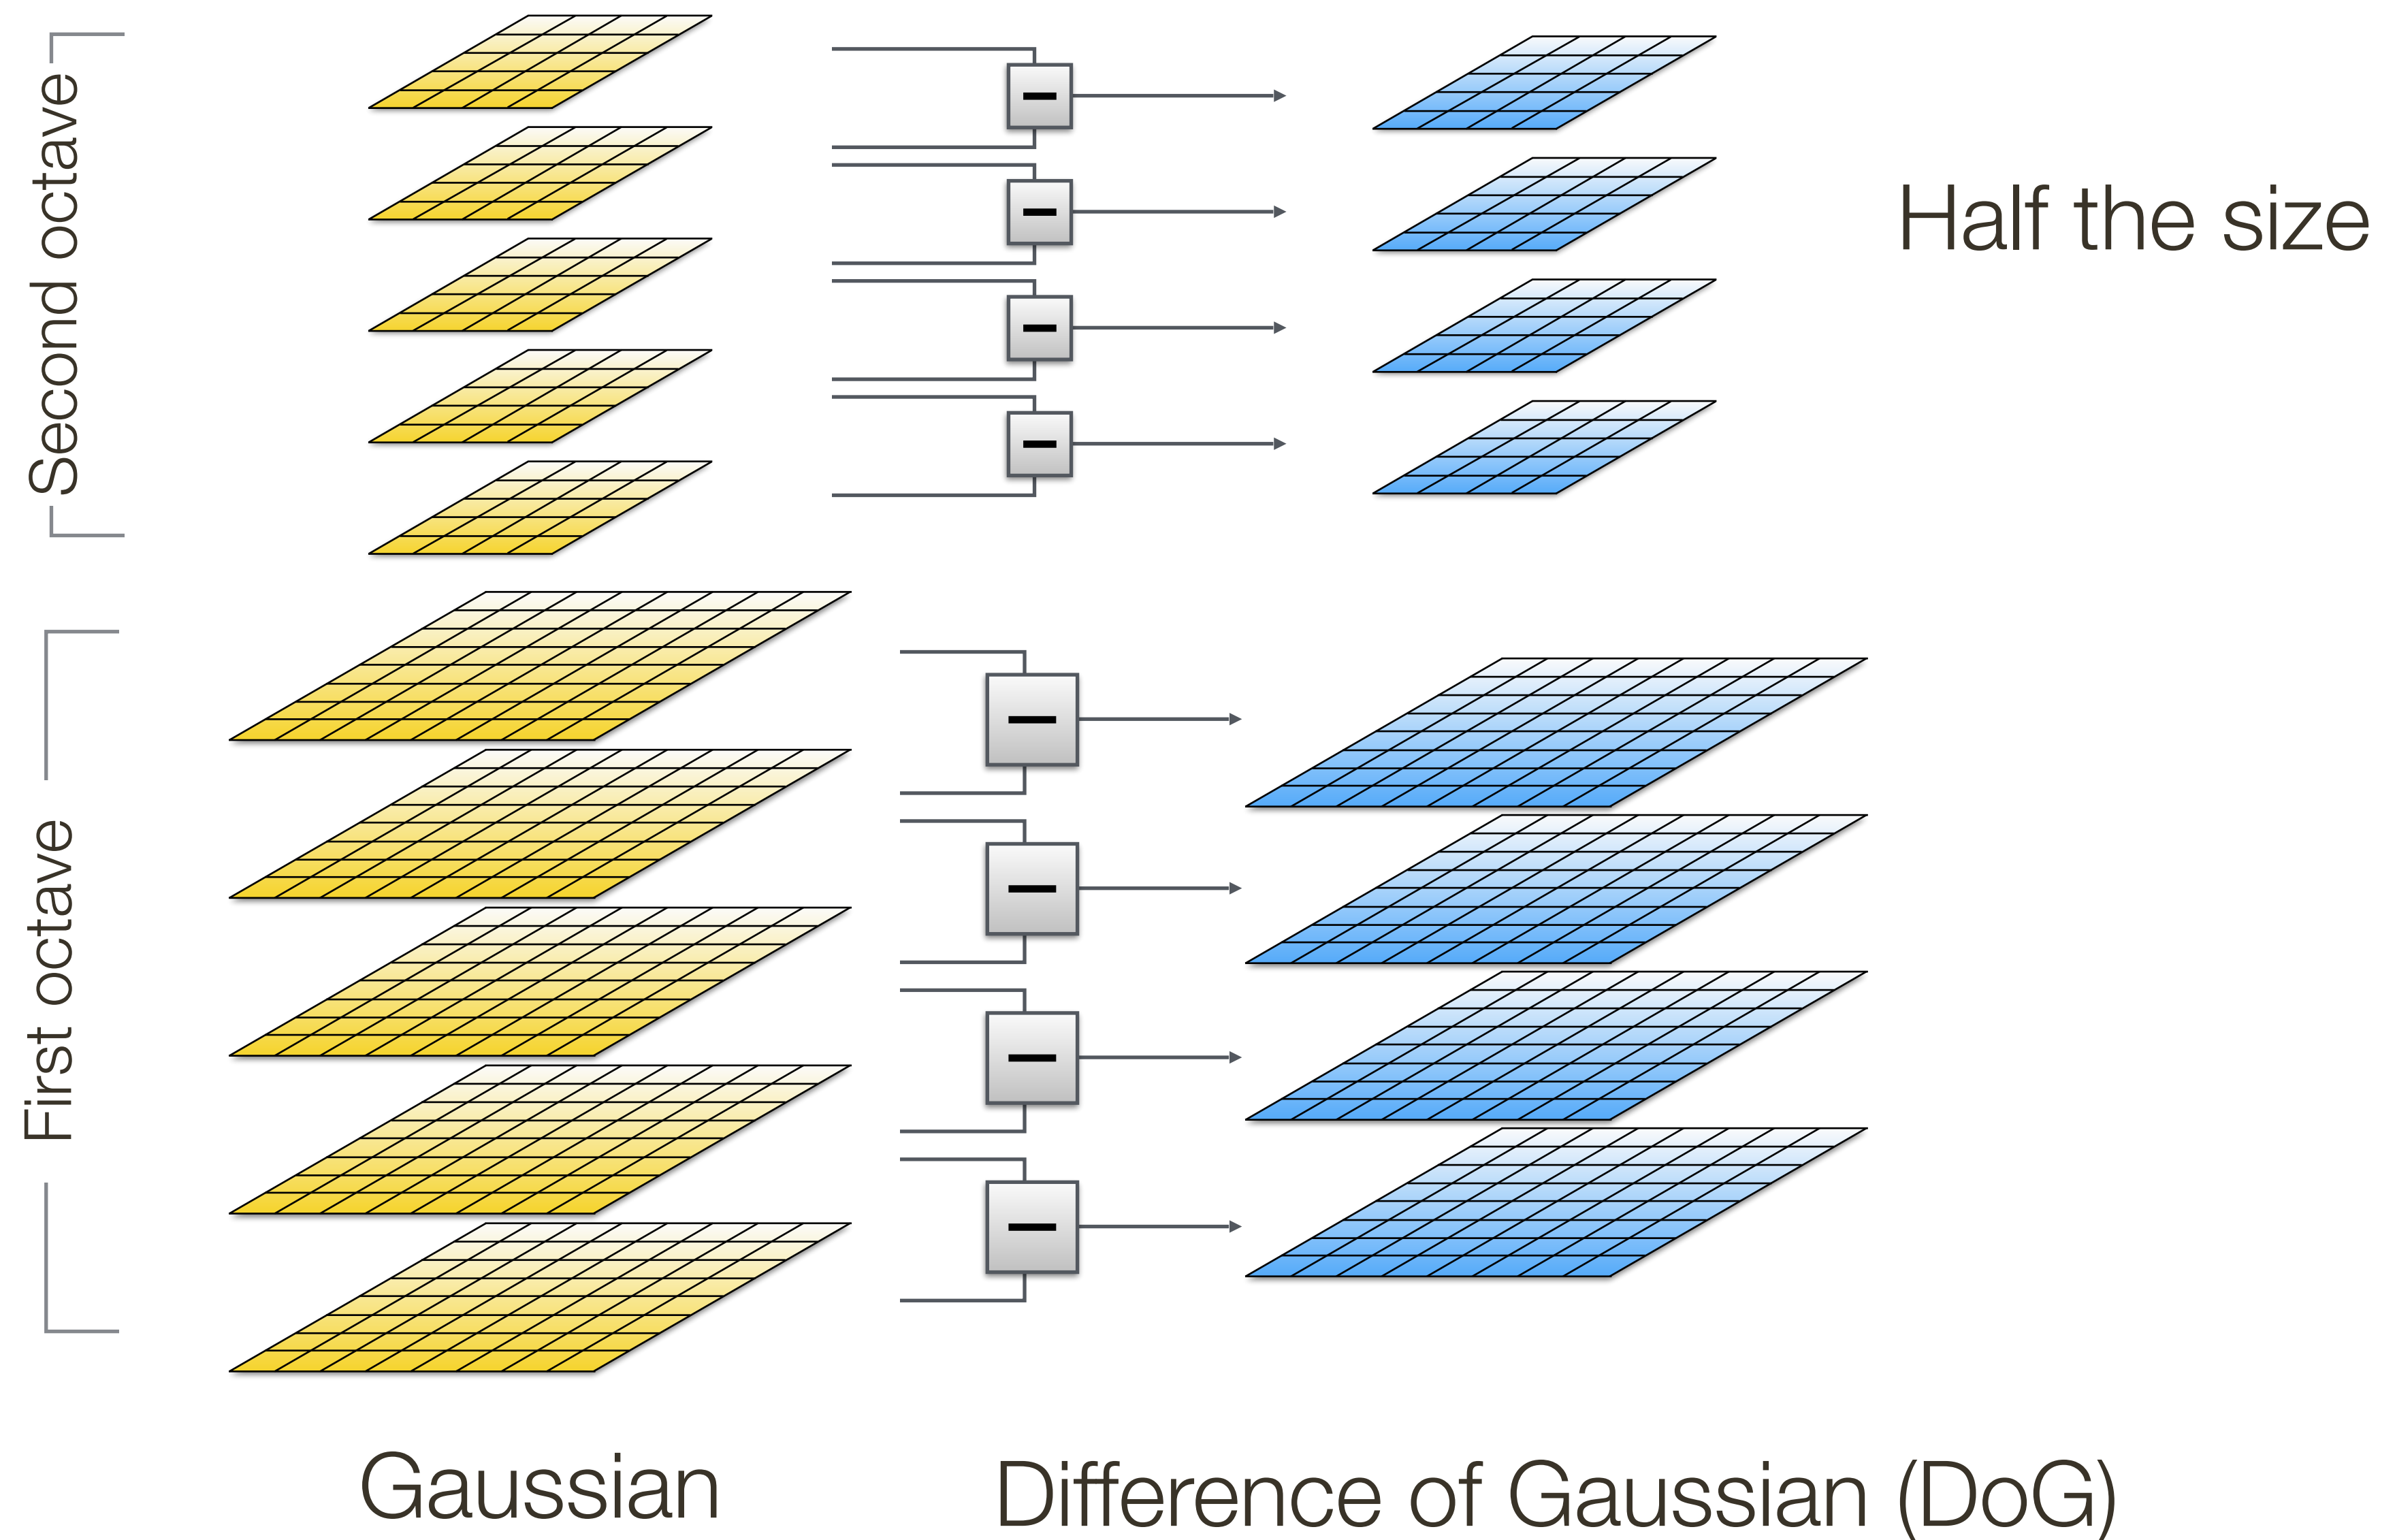 Second octave
Half the size
First octave
Gaussian
Difference of Gaussian (DoG)